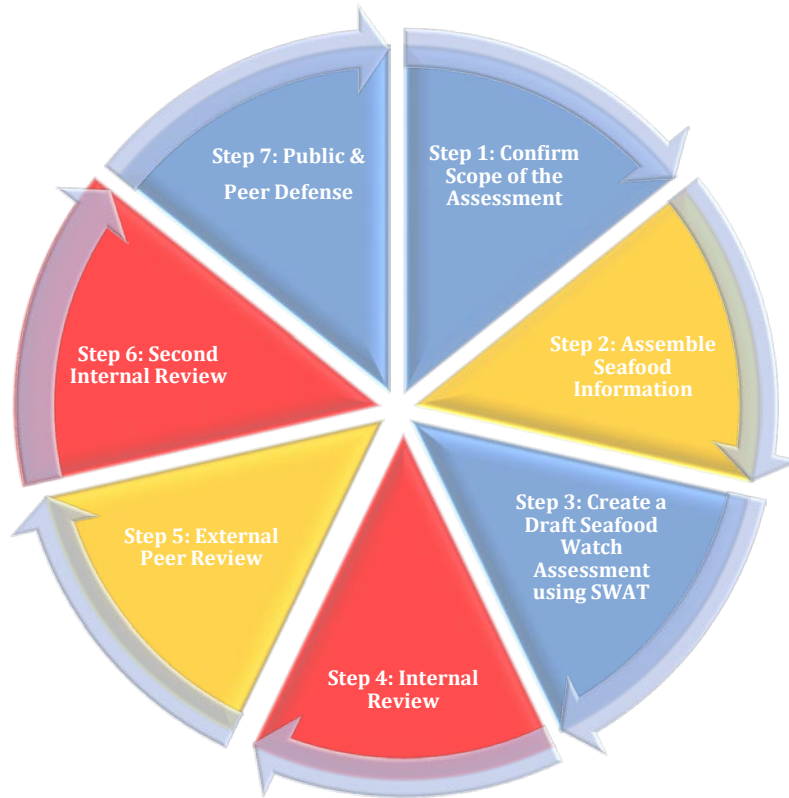 Step 1: Confirm
Scope of the
Assessment
Step 2: Assemble
Seafood
Information
Step 3: Create a
Draft Seafood
Watch
Assessment
using SWAT
Step 4: Internal
Review
Step 5: External
Peer Review
Step 6: Second
Internal Review
Step 7: Public &
Peer Defense